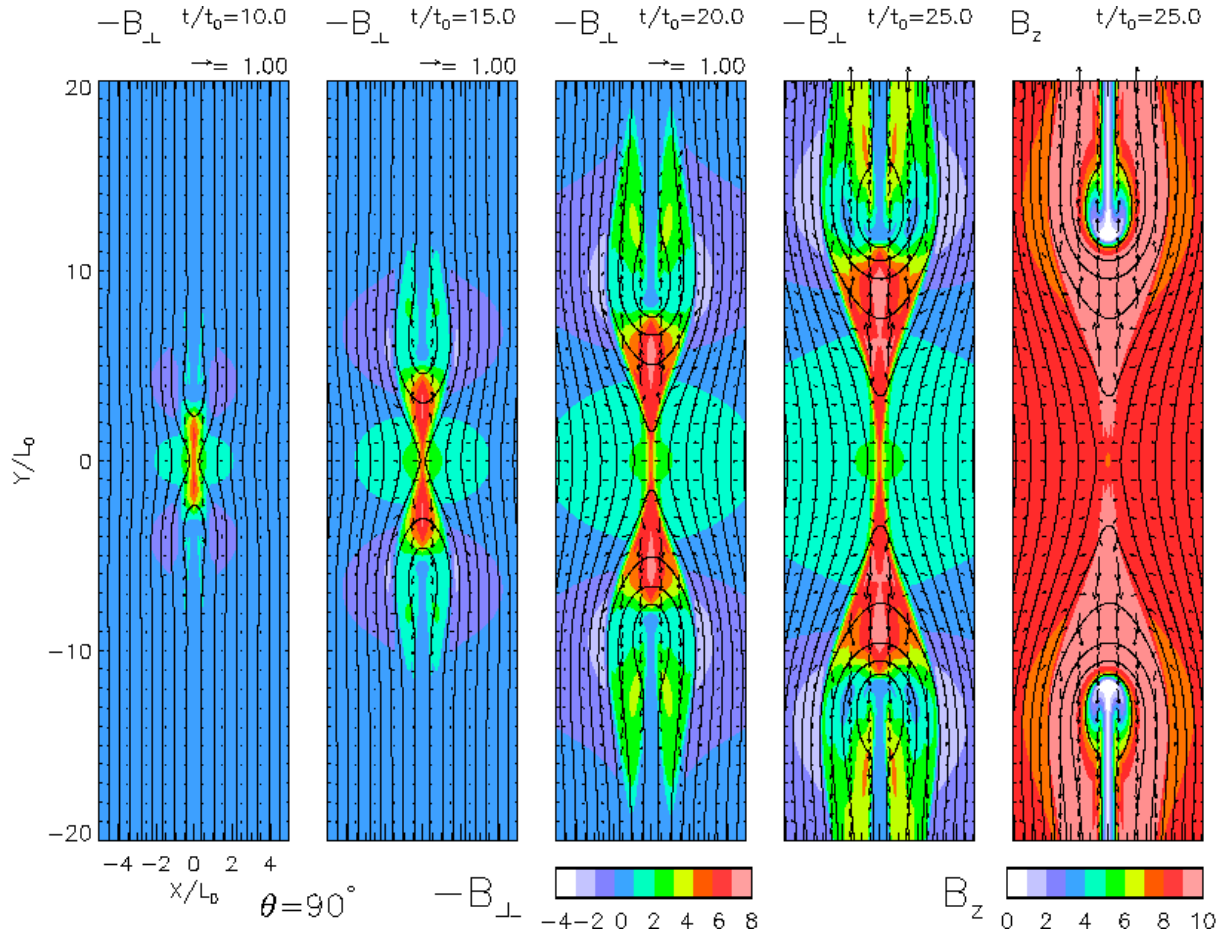 −B⊥ t/t₀=10.0
−B⊥ t/t₀=15.0
−B⊥ t/t₀=20.0
−B⊥ t/t₀=25.0
B_z t/t₀=25.0
→= 1.00
→= 1.00
→= 1.00
20
10
0
−10
−20
Y/L₀
−4 −2 0 2 4
X/L₀
θ=90°
−B⊥
−4 −2 0 2 4 6 8
B_z
0 2 4 6 8 10